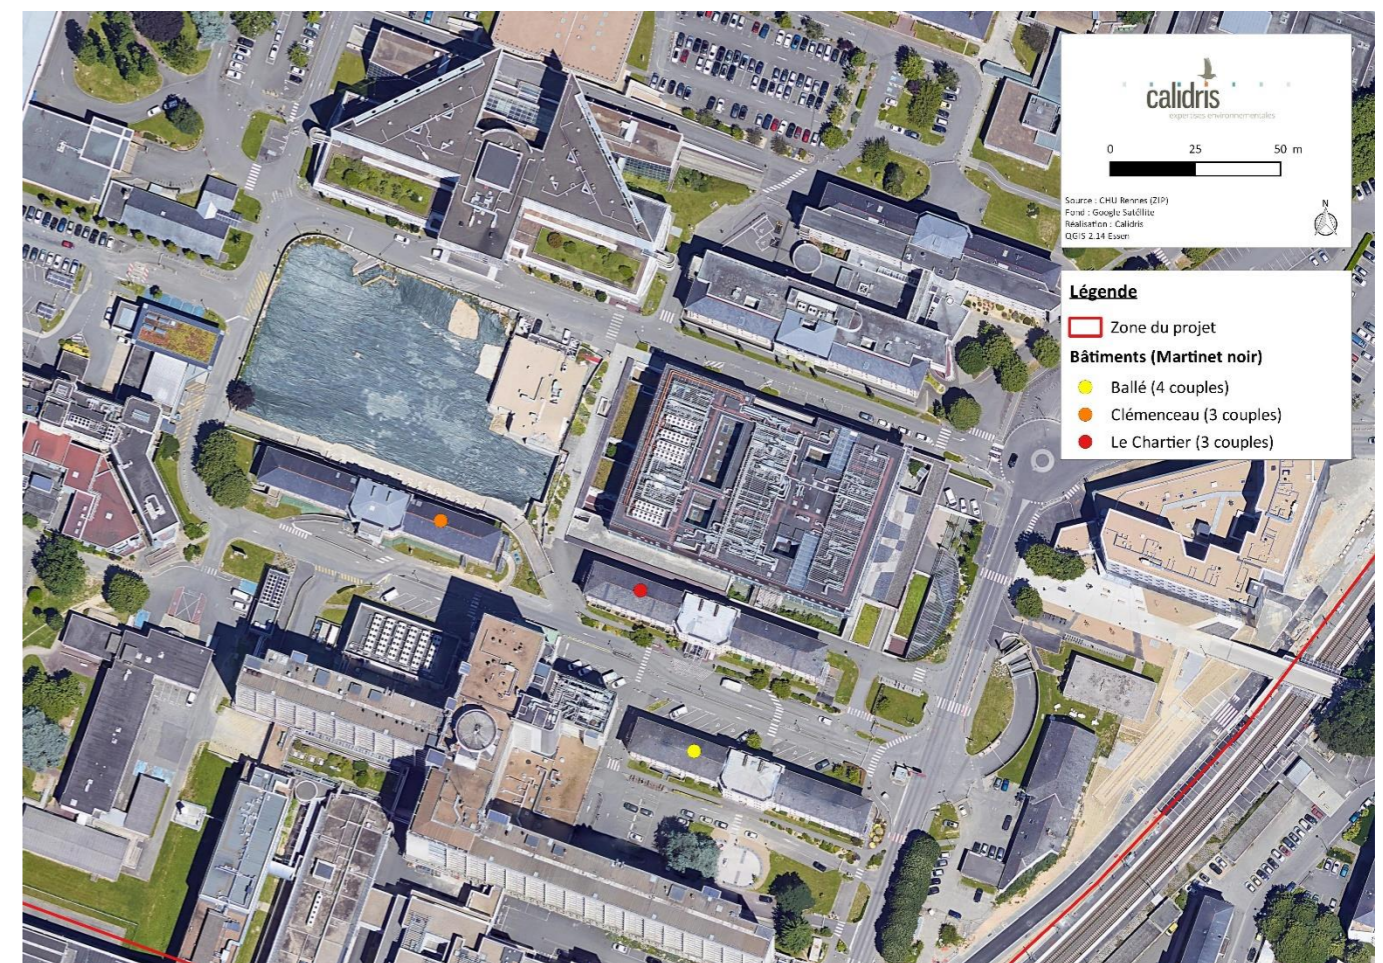 calidris
expertises environnementales
0 25 50 m
Source : CHU Rennes (ZIP)
Fond : Google Satéllite
Réalisation : Calidris
QGIS 2.14 Essen
N
Légende
Zone du projet
Bâtiments (Martinet noir)
Ballé (4 couples)
Clémenceau (3 couples)
Le Chartier (3 couples)